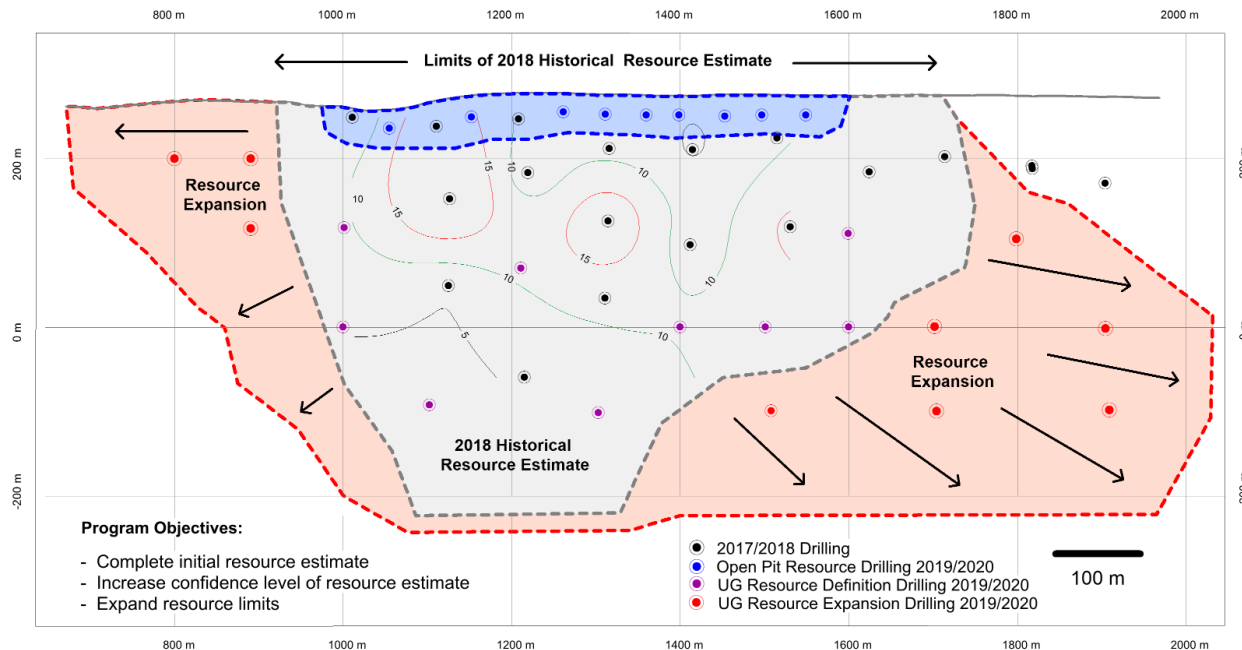 800 m 1000 m 1200 m 1400 m 1600 m 1800 m 2000 m
Limits of 2018 Historical Resource Estimate
200 m
Resource
Expansion
10
15
10
15
10
10
15
10
5
10
0 m
Resource
Expansion
2018 Historical
Resource Estimate
-200 m
Program Objectives:
- Complete initial resource estimate
- Increase confidence level of resource estimate
- Expand resource limits
2017/2018 Drilling
Open Pit Resource Drilling 2019/2020
UG Resource Definition Drilling 2019/2020
UG Resource Expansion Drilling 2019/2020
100 m
800 m 1000 m 1200 m 1400 m 1600 m 1800 m 2000 m